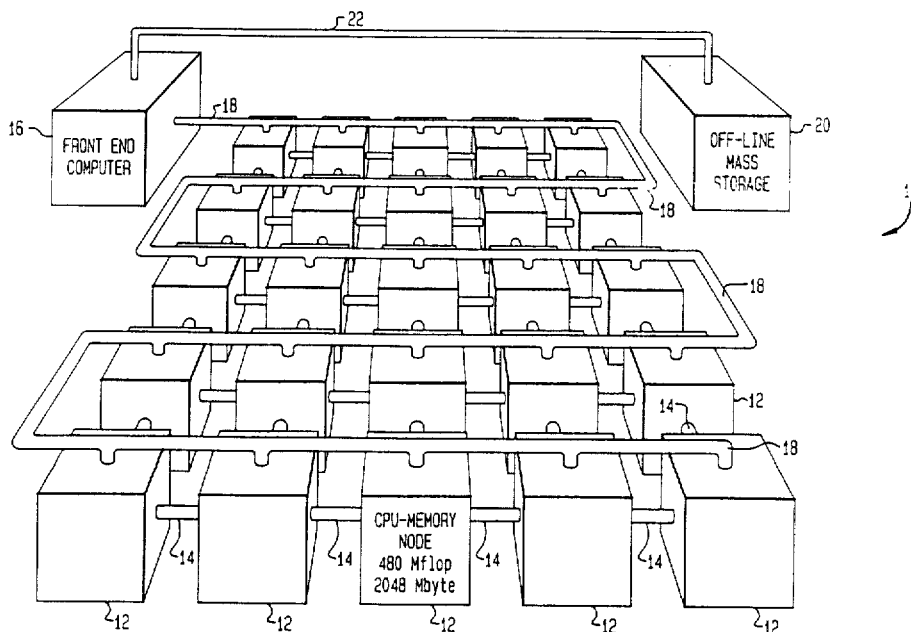 22
18
16
FRONT END
COMPUTER
OFF-LINE
MASS
STORAGE
20
18
1
18
14
12
18
CPU-MEMORY
NODE
480 Mflop
2048 Mbyte
14
14
14
14
12
12
12
12
12